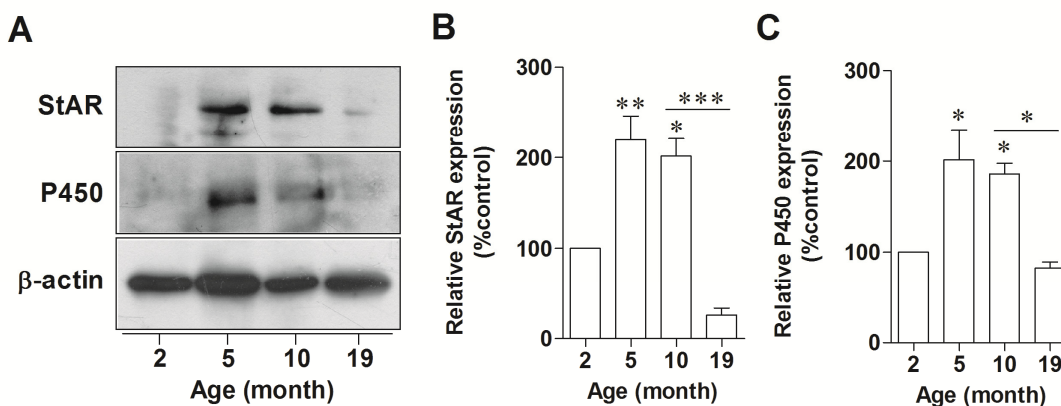 A
StAR
P450
β-actin
2 5 10 19
Age (month)
B
Relative StAR expression
(%control)
300
200
100
0
**
*
***
2 5 10 19
Age (month)
C
Relative P450 expression
(%control)
300
200
100
0
*
*
*
2 5 10 19
Age (month)